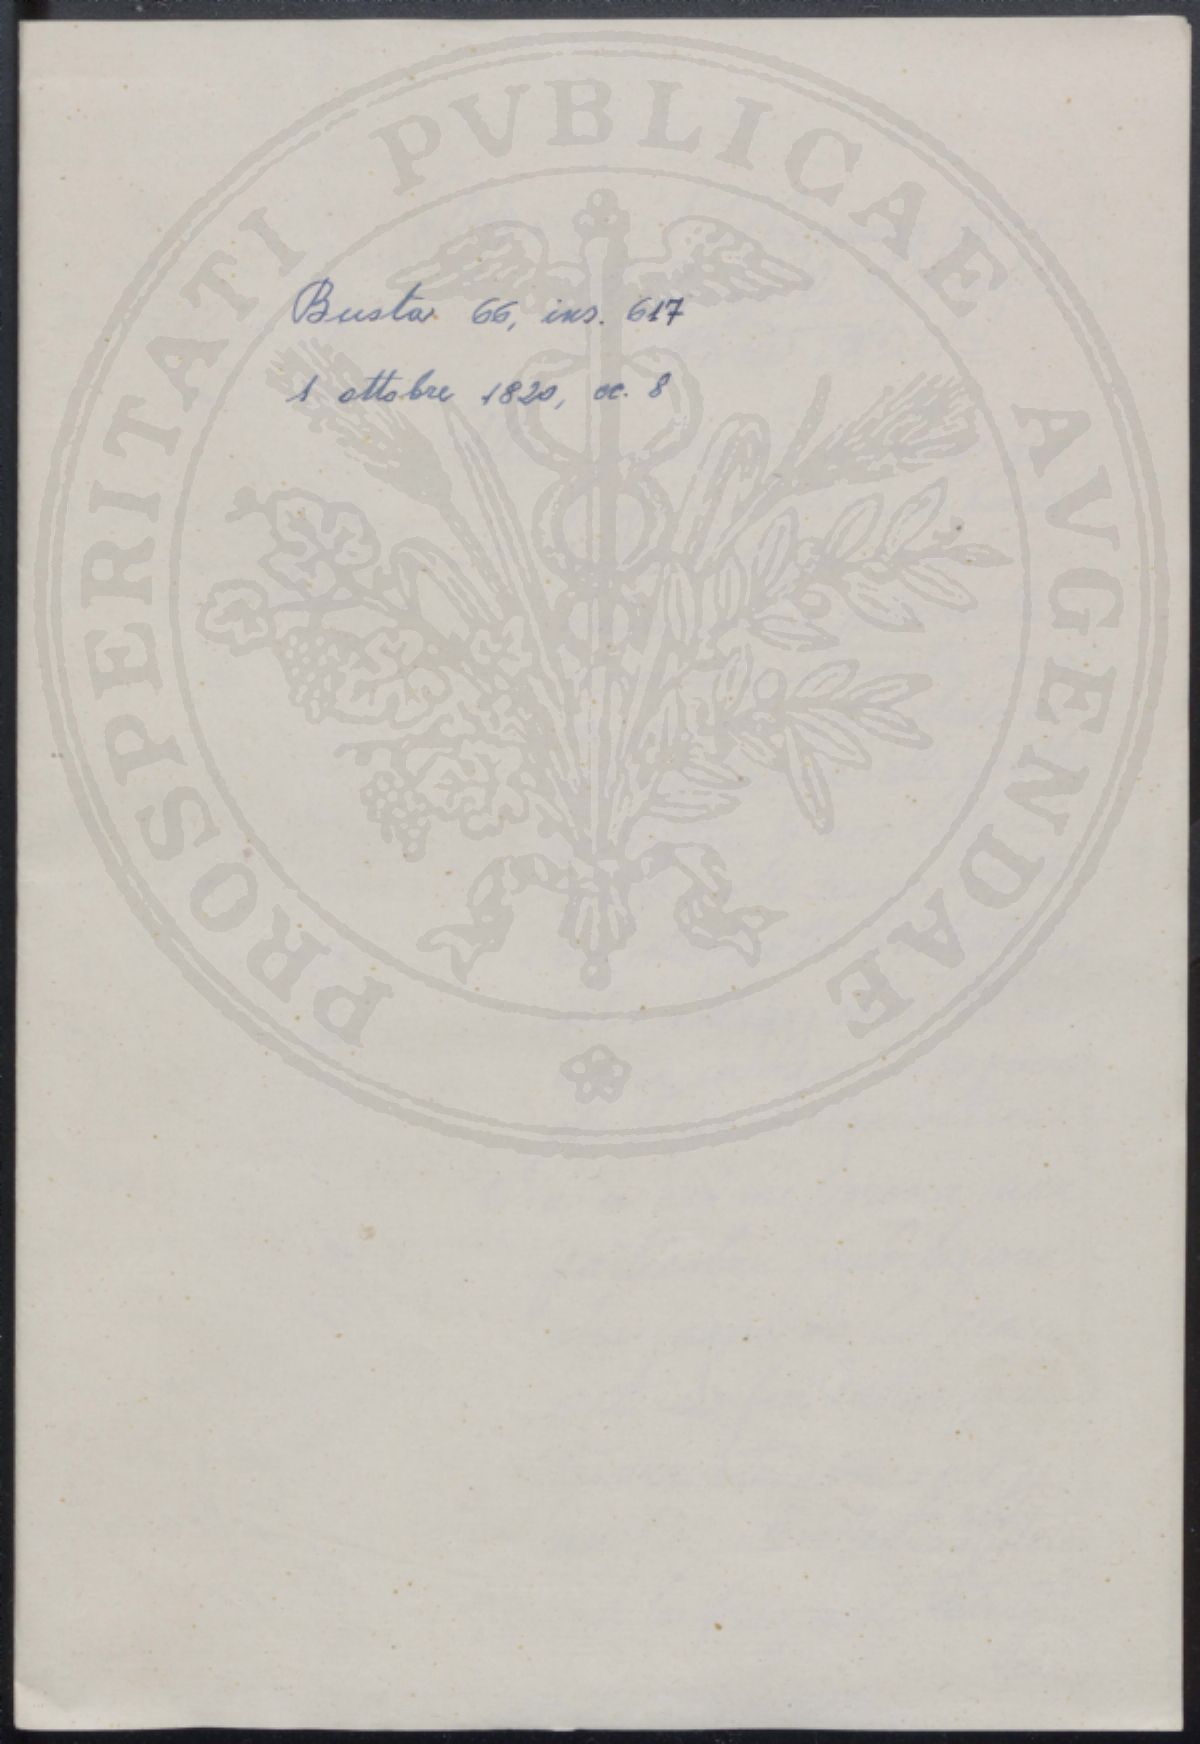 PROSPERITATI PVBLICAE AVGENDAE
Busta 66, ins. 617
1 ottobre 1820, cc. 8